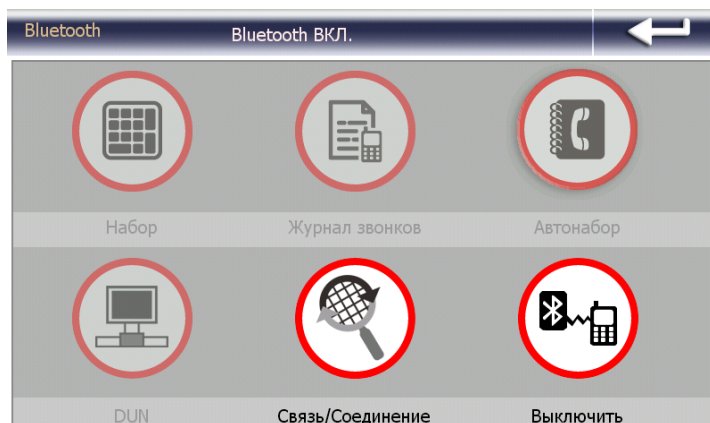 Bluetooth Bluetooth ВКЛ.
Набор Журнал звонков Автонабор
DUN Связь/Соединение Выключить